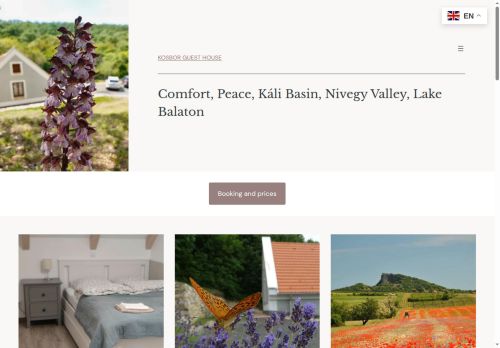 EN
KOSBOR GUEST HOUSE
Comfort, Peace, Káli Basin, Nivegy Valley, Lake
Balaton
Booking and prices